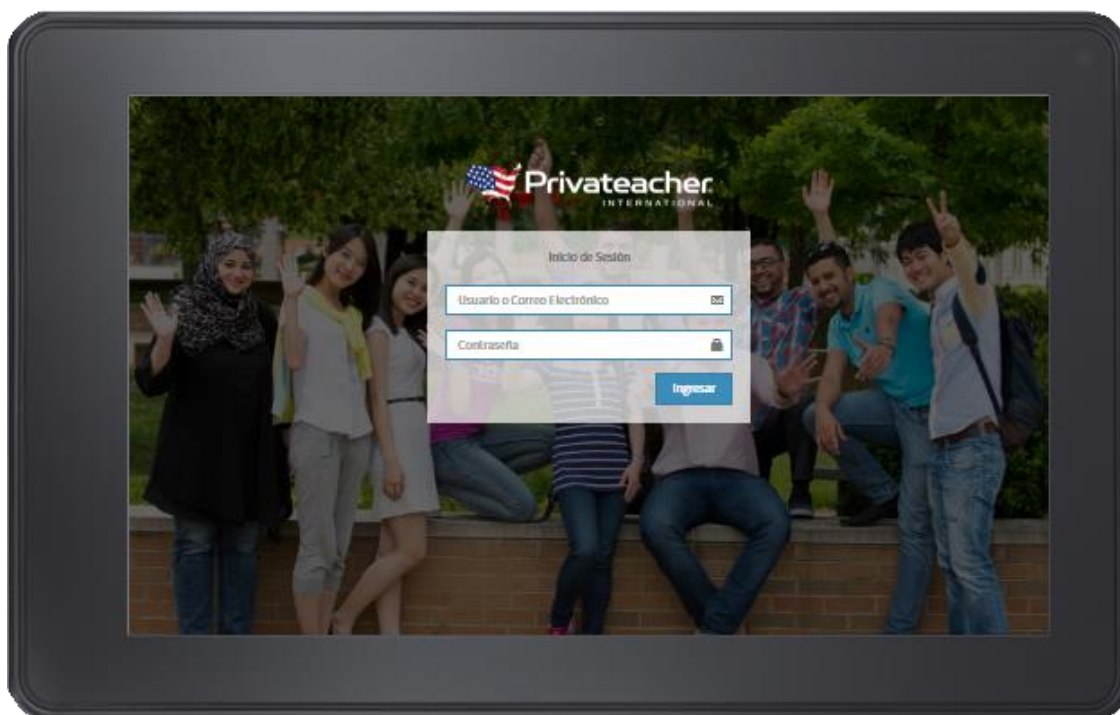 Privateacher
INTERNATIONAL
Inicio de Sesión
Usuario o Correo Electrónico
Contraseña
Ingresar